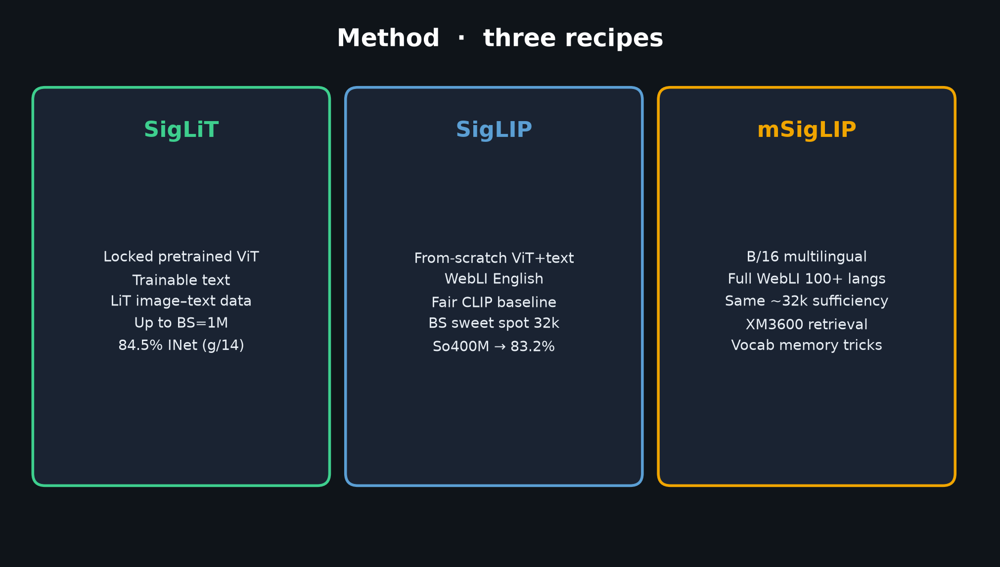 Method · three recipes
SigLiT
Locked pretrained ViT
Trainable text
LiT image–text data
Up to BS=1M
84.5% INet (g/14)
SigLIP
From-scratch ViT+text
WebLI English
Fair CLIP baseline
BS sweet spot 32k
So400M → 83.2%
mSigLIP
B/16 multilingual
Full WebLI 100+ langs
Same ~32k sufficiency
XM3600 retrieval
Vocab memory tricks